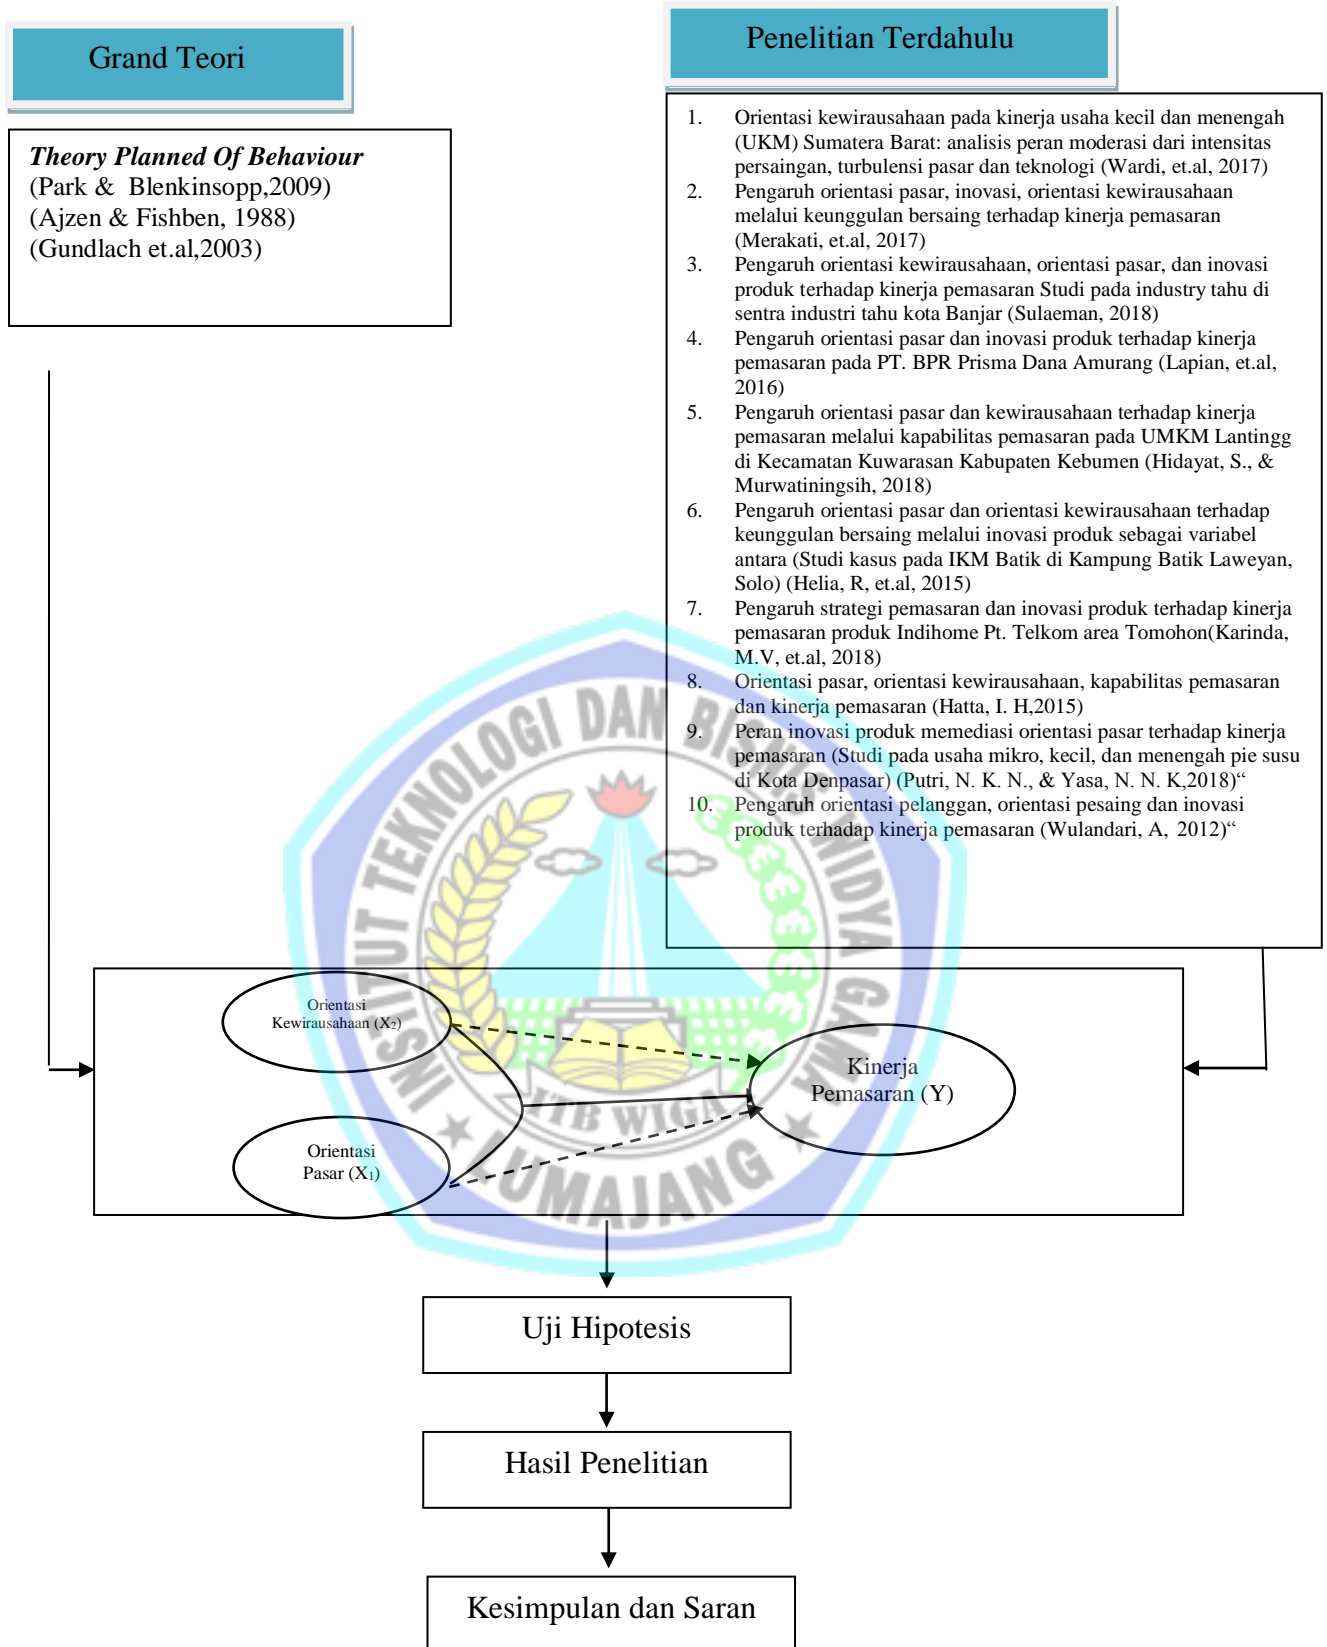 Grand Teori
Theory Planned Of Behaviour
(Park & Blenkinsopp,2009)
(Ajzen & Fishben, 1988)
(Gundlach et.al,2003)
Penelitian Terdahulu
1. Orientasi kewirausahaan pada kinerja usaha kecil dan menengah
(UKM) Sumatera Barat: analisis peran moderasi dari intensitas
persaingan, turbulensi pasar dan teknologi (Wardi, et.al, 2017)
2. Pengaruh orientasi pasar, inovasi, orientasi kewirausahaan
melalui keunggulan bersaing terhadap kinerja pemasaran
(Merakati, et.al, 2017)
3. Pengaruh orientasi kewirausahaan, orientasi pasar, dan inovasi
produk terhadap kinerja pemasaran Studi pada industry tahu di
sentra industri tahu kota Banjar (Sulaeman, 2018)
4. Pengaruh orientasi pasar dan inovasi produk terhadap kinerja
pemasaran pada PT. BPR Prisma Dana Amurang (Lapian, et.al,
2016)
5. Pengaruh orientasi pasar dan kewirausahaan terhadap kinerja
pemasaran melalui kapabilitas pemasaran pada UMKM Lantingg
di Kecamatan Kuwarasan Kabupaten Kebumen (Hidayat, S., &
Murwatiningsih, 2018)
6. Pengaruh orientasi pasar dan orientasi kewirausahaan terhadap
keunggulan bersaing melalui inovasi produk sebagai variabel
antara (Studi kasus pada IKM Batik di Kampung Batik Laweyan,
Solo) (Helia, R, et.al, 2015)
7. Pengaruh strategi pemasaran dan inovasi produk terhadap kinerja
pemasaran produk Indihome Pt. Telkom area Tomohon(Karinda,
M.V, et.al, 2018)
8. Orientasi pasar, orientasi kewirausahaan, kapabilitas pemasaran
dan kinerja pemasaran (Hatta, I. H,2015)
9. Peran inovasi produk memediasi orientasi pasar terhadap kinerja
pemasaran (Studi pada usaha mikro, kecil, dan menengah pie susu
di Kota Denpasar) (Putri, N. K. N., & Yasa, N. N. K,2018)“
10. Pengaruh orientasi pelanggan, orientasi pesaing dan inovasi
produk terhadap kinerja pemasaran (Wulandari, A, 2012)“
INSTITUT TEKNOLOGI DAN BISNIS WIDYA GAMA
ITB WIGA
LUMAJANG
Orientasi
Kewirausahaan (X₂)
Kinerja
Pemasaran (Y)
Orientasi
Pasar (X₁)
Uji Hipotesis
Hasil Penelitian
Kesimpulan dan Saran